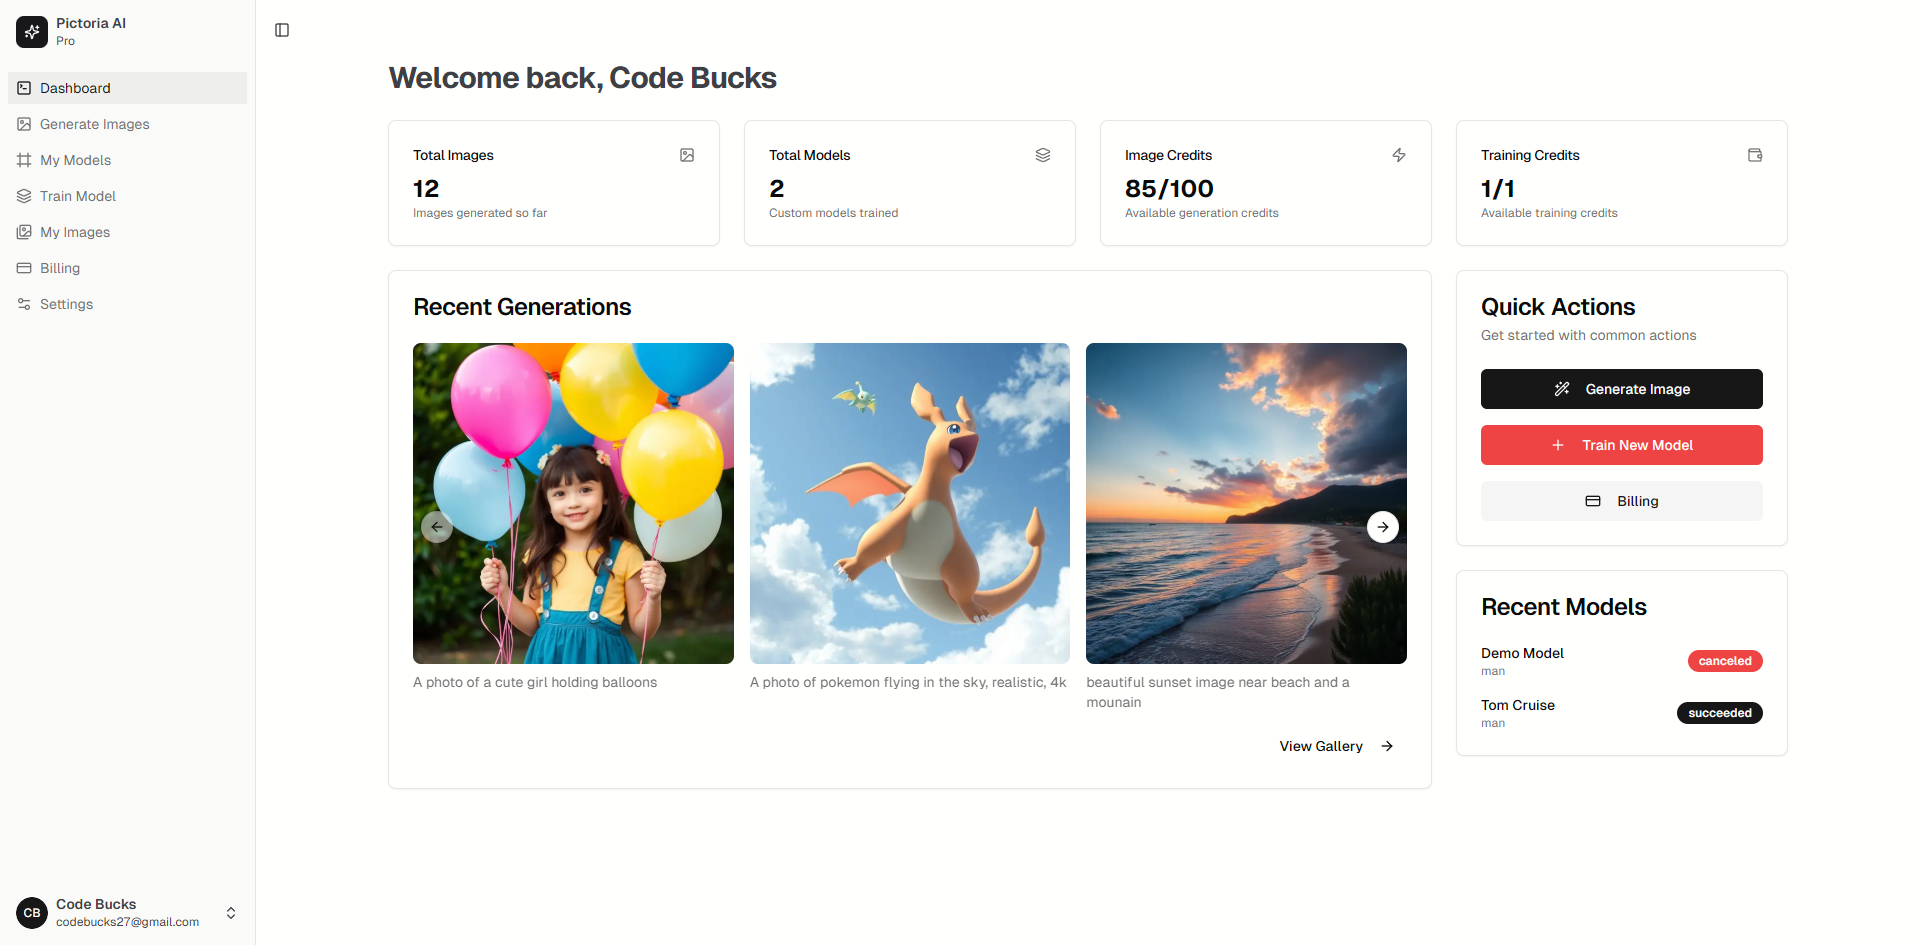 Pictoria AI
Pro
Dashboard
Generate Images
My Models
Train Model
My Images
Billing
Settings
Code Bucks
codebucks27@gmail.com
CB
Welcome back, Code Bucks
Total Images
12
Images generated so far
Total Models
2
Custom models trained
Image Credits
85/100
Available generation credits
Training Credits
1/1
Available training credits
Recent Generations
A photo of a cute girl holding balloons
A photo of pokemon flying in the sky, realistic, 4k
beautiful sunset image near beach and a
mounain
View Gallery
Quick Actions
Get started with common actions
Generate Image
Train New Model
Billing
Recent Models
Demo Model
man
canceled
Tom Cruise
man
succeeded